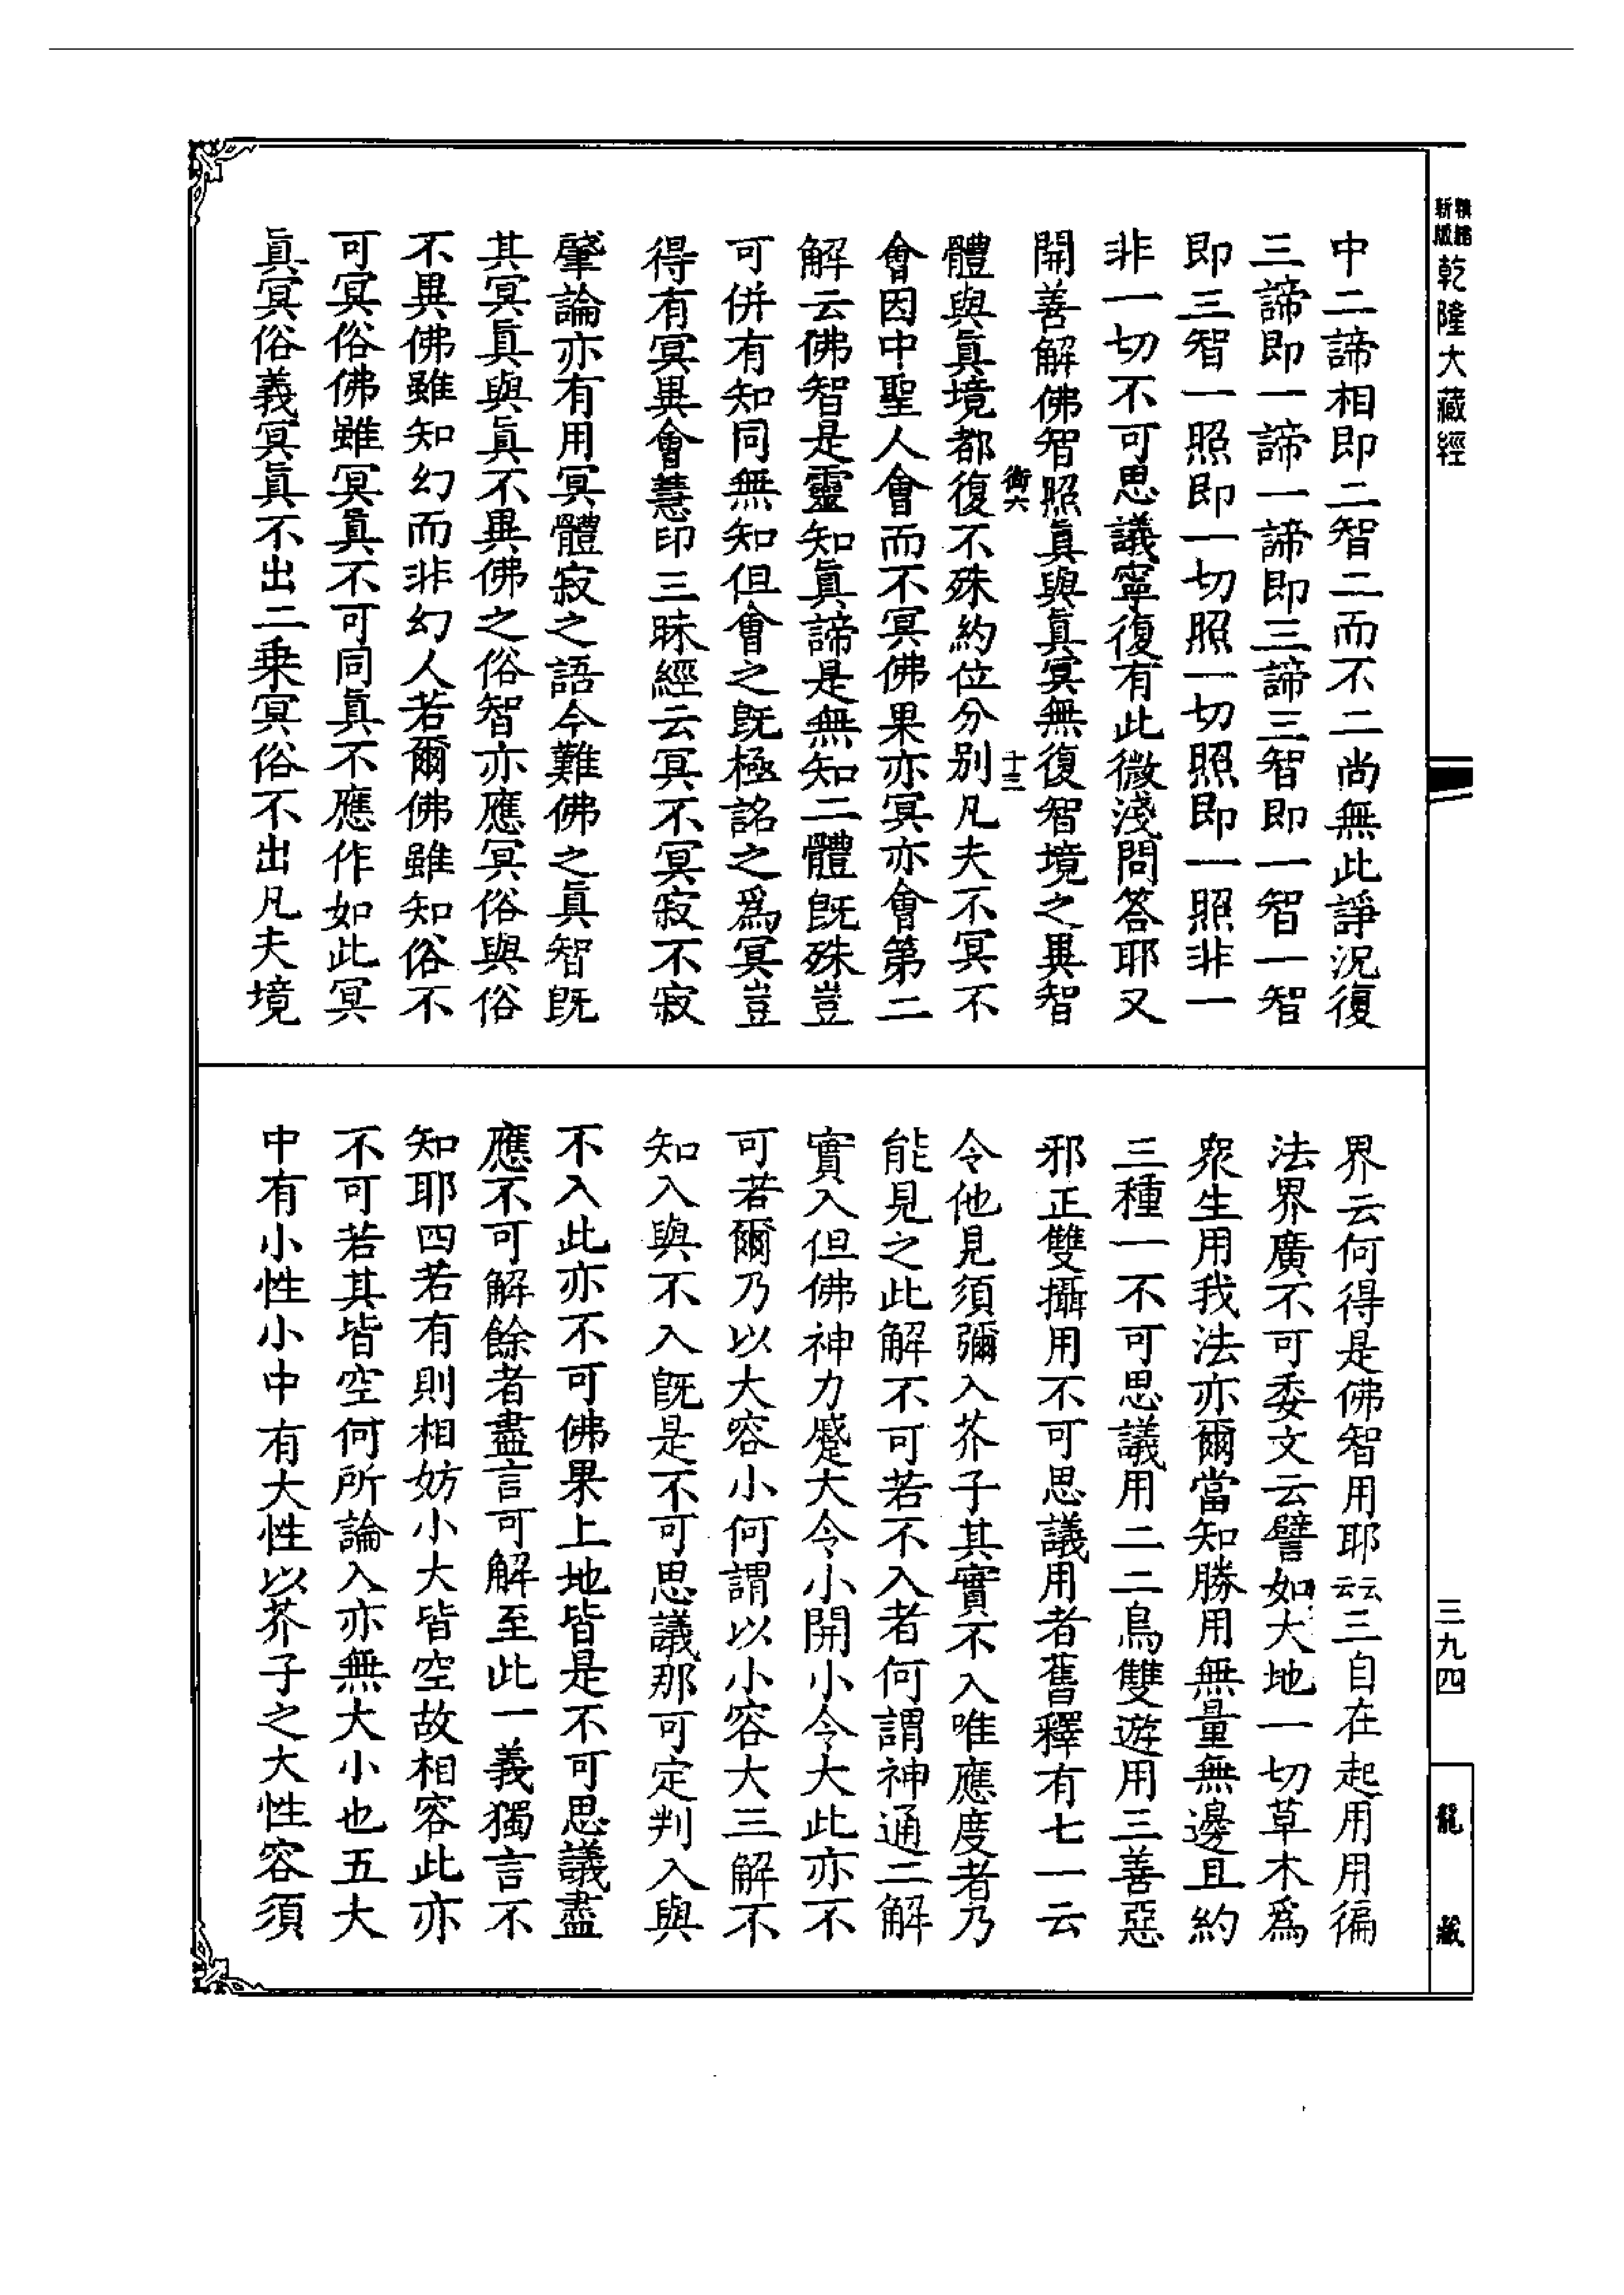 精縮
新版
乾隆大藏經
中二諦相即二智二而不二尚無此諍況復
三諦即一諦一諦即三諦三智即一智一智
即三智一照即一切照一切照即一照非一
非一切不可思議寧復有此微淺問答耶又
開善解佛智照眞與眞冥無復智境之異智
衡六
十三
體與眞境都復不殊約位分別凡夫不冥不
會因中聖人會而不冥佛果亦冥亦會第二
解云佛智是靈知眞諦是無知二體旣殊豈
可併有知同無知但會之旣極詺之爲冥豈
得有冥異會慧印三昧經云冥不冥寂不寂
肇論亦有用冥體寂之語今難佛之眞智旣
其冥眞與眞不異佛之俗智亦應冥俗與俗
不異佛雖知幻而非幻人若爾佛雖知俗不
可冥俗佛雖冥眞不可同眞不應作如此冥
眞冥俗義冥眞不出二乗冥俗不出凡夫境
界云何得是佛智用耶云云三自在起用用徧
法界廣不可委文云譬如大地一切草木爲
衆生用我法亦爾當知勝用無量無邊且約
三種一不可思議用二二鳥雙遊用三善惡
邪正雙攝用不可思議用者舊釋有七一云
令他見須彌入芥子其實不入唯應度者乃
能見之此解不可若不入者何謂神通二解
實入但佛神力蹙大令小開小令大此亦不
可若爾乃以大容小何謂以小容大三解不
知入與不入旣是不可思議那可定判入與
不入此亦不可佛果上地皆是不可思議盡
應不可解餘者盡言可解至此一義獨言不
知耶四若有則相妨小大皆空故相容此亦
不可若其皆空何所論入亦無大小也五大
中有小性小中有大性以芥子之大性容須
三九四
龍藏